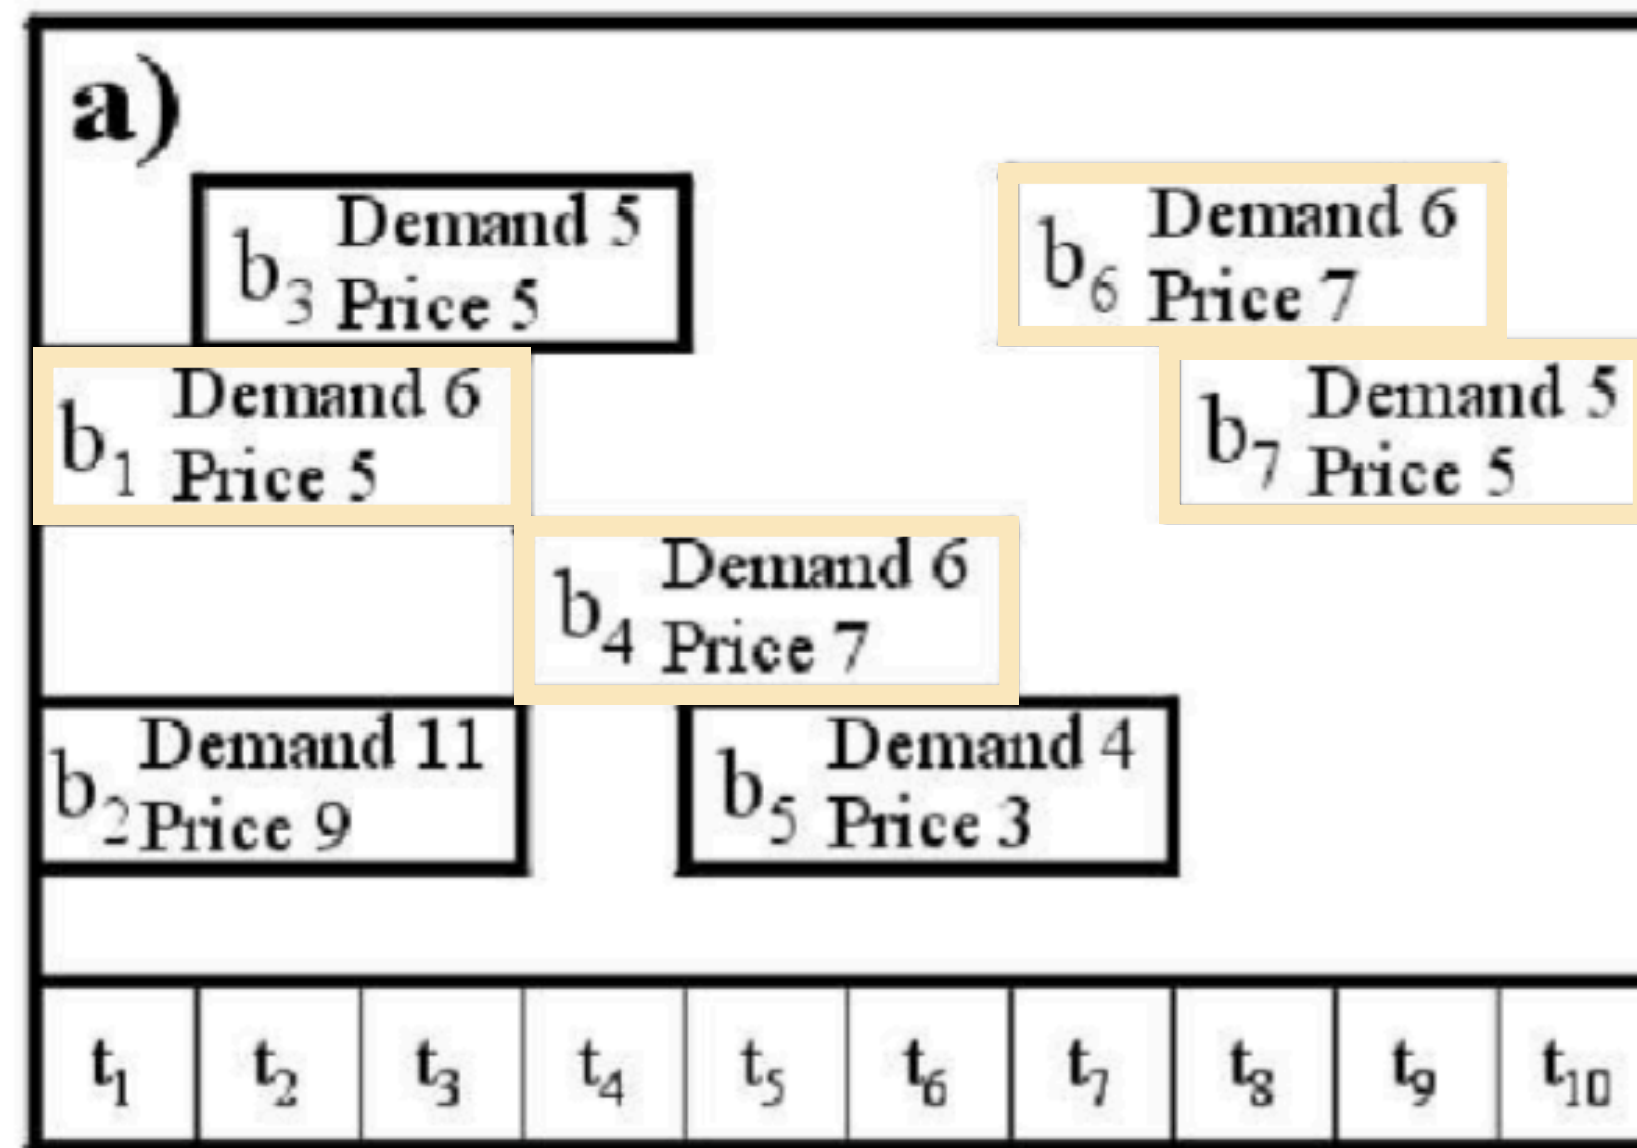 a)
b3 Demand 5
Price 5
b6 Demand 6
Price 7
b1 Demand 6
Price 5
b7 Demand 5
Price 5
b4 Demand 6
Price 7
b2 Demand 11
Price 9
b5 Demand 4
Price 3
t1 t2 t3 t4 t5 t6 t7 t8 t9 t10